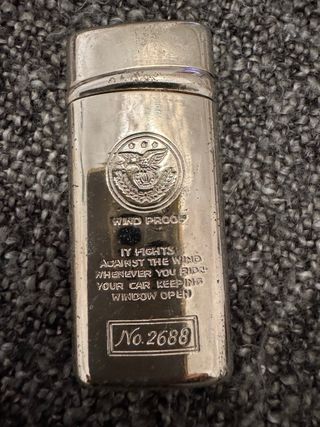 WIND PROOF
IT FIGHTS
AGAINST THE WIND
WHENEVER YOU RIDE
YOUR CAR KEEPING
WINDOW OPEN
No. 2688